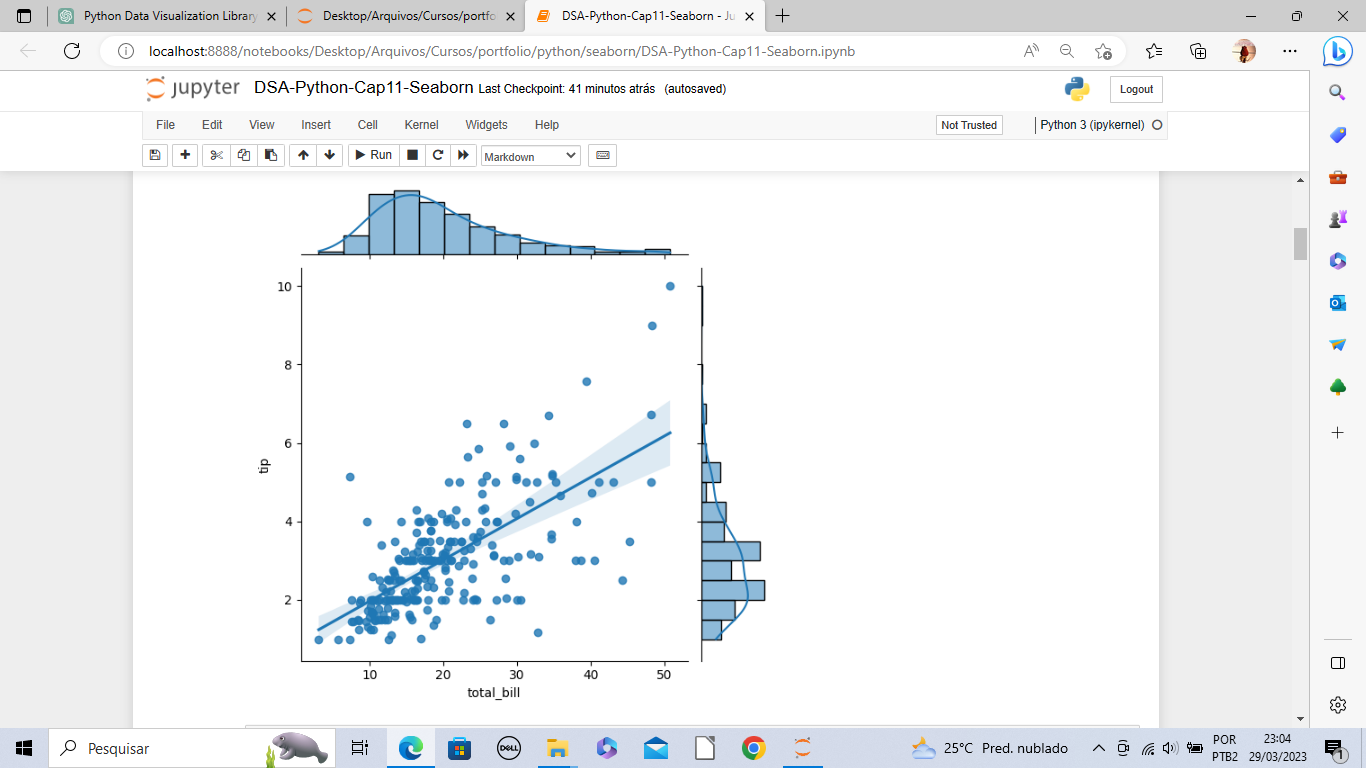 Python Data Visualization Library
Desktop/Arquivos/Cursos/portfo
DSA-Python-Cap11-Seaborn - Ju
localhost:8888/notebooks/Desktop/Arquivos/Cursos/portfolio/python/seaborn/DSA-Python-Cap11-Seaborn.ipynb
jupyter DSA-Python-Cap11-Seaborn Last Checkpoint: 41 minutos atrás (autosaved) Logout
File Edit View Insert Cell Kernel Widgets Help Not Trusted Python 3 (ipykernel)
Run Markdown
10
8
6
4
2
tip
10 20 30 40 50
total_bill
Pesquisar
DELL
25°C Pred. nublado
POR
PTB2
23:04
29/03/2023
1